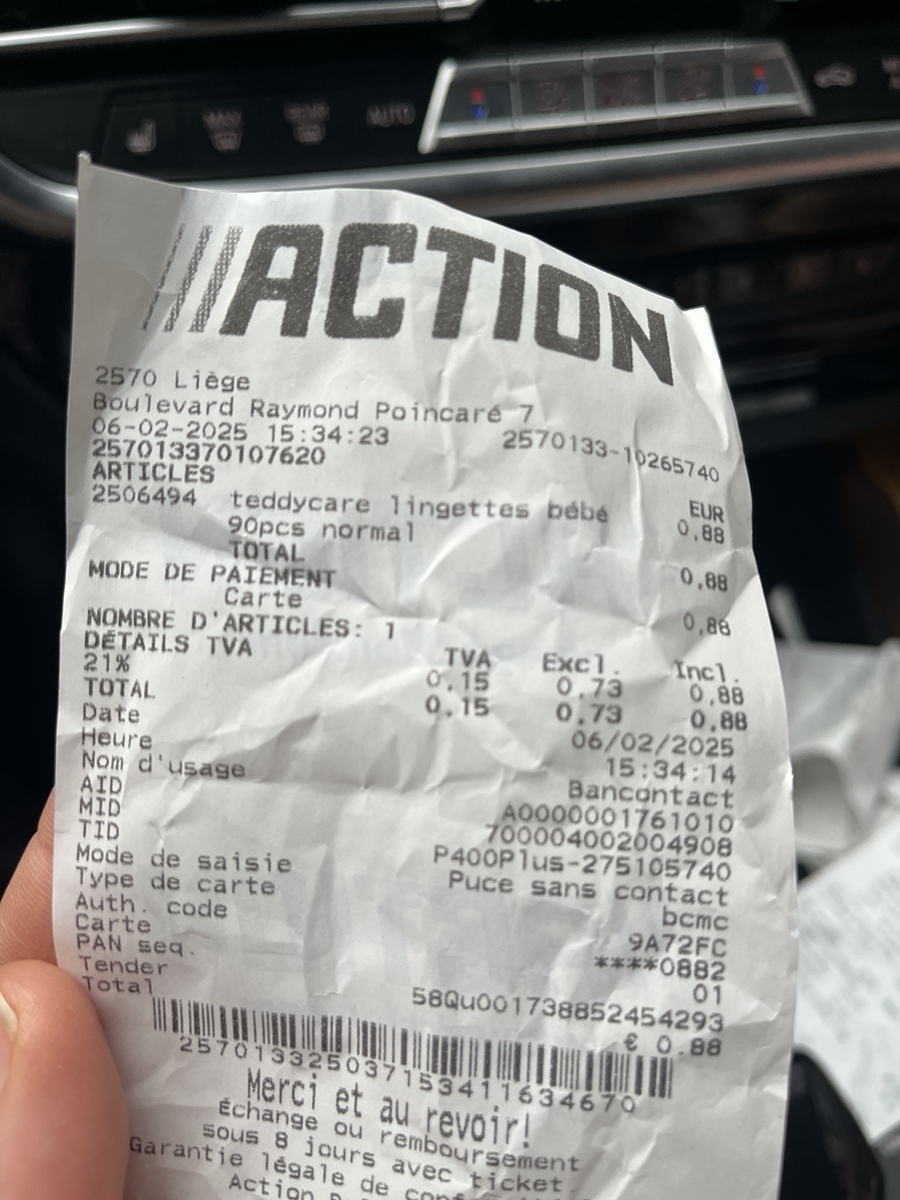 AUTO
ACTION
2570 Liège
Boulevard Raymond Poincaré 7
06-02-2025 15:34:23 2570133-10265740
257013370107620
ARTICLES
EUR
2506494 teddycare lingettes bébé 0,88
90pcs normal
TOTAL 0,88
MODE DE PAIEMENT
Carte 0,88
NOMBRE D'ARTICLES: 1
DÉTAILS TVA TVA Excl. Incl.
21% 0,15 0,73 0,88
TOTAL 0,15 0,73 0,88
Date 06/02/2025
Heure 15:34:14
Nom d'usage Bancontact
AID A0000001761010
MID 700004002004908
TID P400Plus-275105740
Mode de saisie Puce sans contact
Type de carte bcmc
Auth. code 9A72FC
Carte ****0882
PAN seq. 01
Tender 58Qu001738852454293
Total € 0.88
257013325037153411634670
Merci et au revoir!
Échange ou remboursement
sous 8 jours avec ticket
Garantie légale de
Action